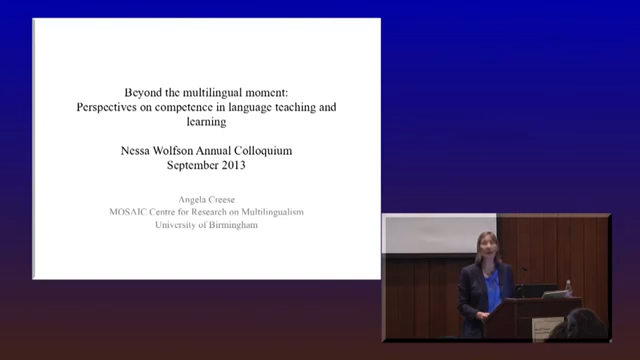 Beyond the multilingual moment:
Perspectives on competence in language teaching and
learning
Nessa Wolfson Annual Colloquium
September 2013
Angela Creese
MOSAIC Centre for Research on Multilingualism
University of Birmingham